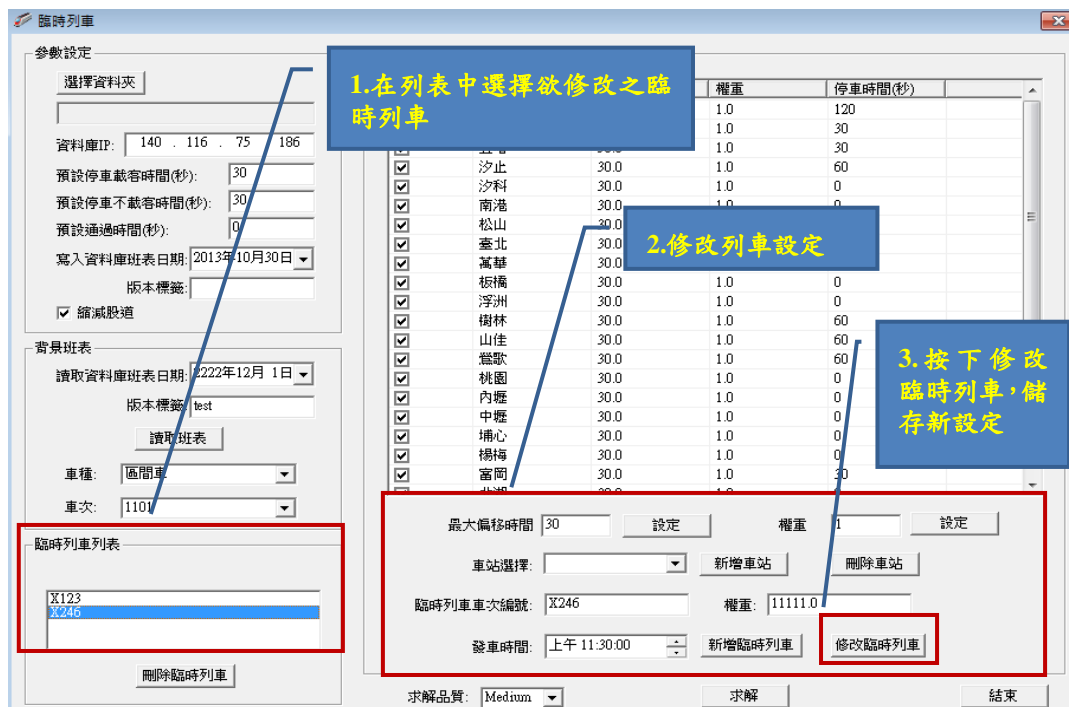 臨時列車
參數設定
選擇資料夾
資料庫IP: 140 . 116 . 75 186
預設停車載客時間(秒): 30
預設停車不載客時間(秒): 30
預設通過時間(秒): 0
寫入資料庫班表日期: 2013年10月30日
版本標籤:
縮減股道
背景班表
讀取資料庫班表日期: 2222年12月 1日
版本標籤: test
讀取班表
車種: 區間車
車次: 1101
臨時列車列表
X123
X246
刪除臨時列車
1.在列表中選擇欲修改之臨
時列車
2.修改列車設定
3.按下修改
臨時列車,儲
存新設定
權重 停車時間(秒)
1.0 120
1.0 30
1.0 30
汐止 30.0 1.0 60
汐科 30.0 1.0 0
南港 30.0 1.0 0
松山 30.0
臺北 30.0
萬華 30.0
板橋 30.0 1.0 0
浮洲 30.0 1.0 0
樹林 30.0 1.0 60
山佳 30.0 1.0 60
鶯歌 30.0 1.0 60
桃園 30.0 1.0 0
內壢 30.0 1.0 0
中壢 30.0 1.0 0
埔心 30.0 1.0 0
楊梅 30.0 1.0 0
富岡 30.0 1.0 30
最大偏移時間 30 設定 權重 1 設定
車站選擇: 新增車站 刪除車站
臨時列車車次編號: X246 權重: 11111.0
發車時間: 上午 11:30:00 新增臨時列車 修改臨時列車
求解品質: Medium 求解 結束